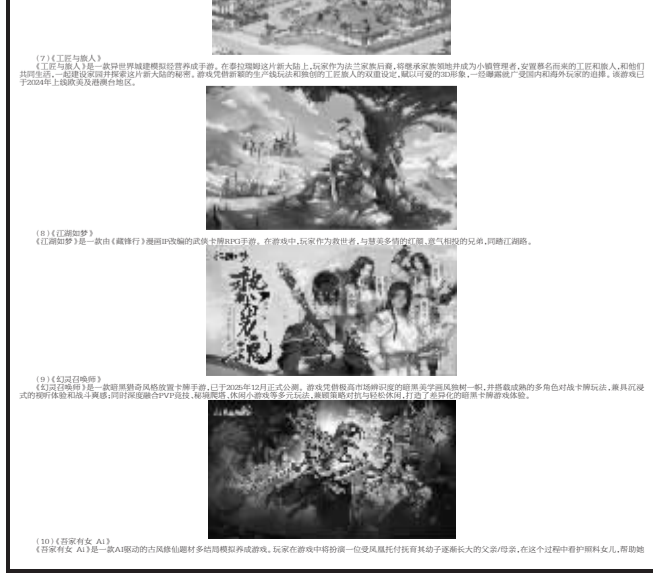 (7)《工匠与旅人》
《工匠与旅人》是一款异世界城建模拟经营养成手游。在泰拉瑞姆这片新大陆上,玩家作为法兰家族后裔,将继承家族领地并成为小镇管理者,安置慕名而来的工匠和旅人,和他们
共同生活,一起建设家园并探索这片新大陆的秘密。游戏凭借新颖的生产线玩法和独创的工匠旅人的双重设定,赋以可爱的3D形象,一经曝露就广受国内和海外玩家的追捧。该游戏已
于2024年上线欧美及港澳台地区。
(8)《江湖如梦》
《江湖如梦》是一款由《藏锋行》漫画IP改编的武侠卡牌RPG手游。在游戏中,玩家作为救世者,与慧美多情的红颜、意气相投的兄弟,同踏江湖路。
江湖如梦
(9)《幻灵召唤师》
《幻灵召唤师》是一款暗黑猎奇风格放置卡牌手游,已于2025年12月正式公测。游戏凭借极高市场辨识度的暗黑美学画风独树一帜,并搭载成熟的多角色对战卡牌玩法,兼具沉浸
式的视听体验和战斗爽感;同时深度融合PVP竞技、秘境爬塔、休闲小游戏等多元玩法,兼顾策略对抗与轻松休闲,打造了差异化的暗黑卡牌游戏体验。
(10)《吾家有女 Ai》
《吾家有女 Ai》是一款AI驱动的古风修仙题材多结局模拟养成游戏。玩家在游戏中将扮演一位受凤凰托付抚育其幼子逐渐长大的父亲/母亲,在这个过程中看护照料女儿,帮助她